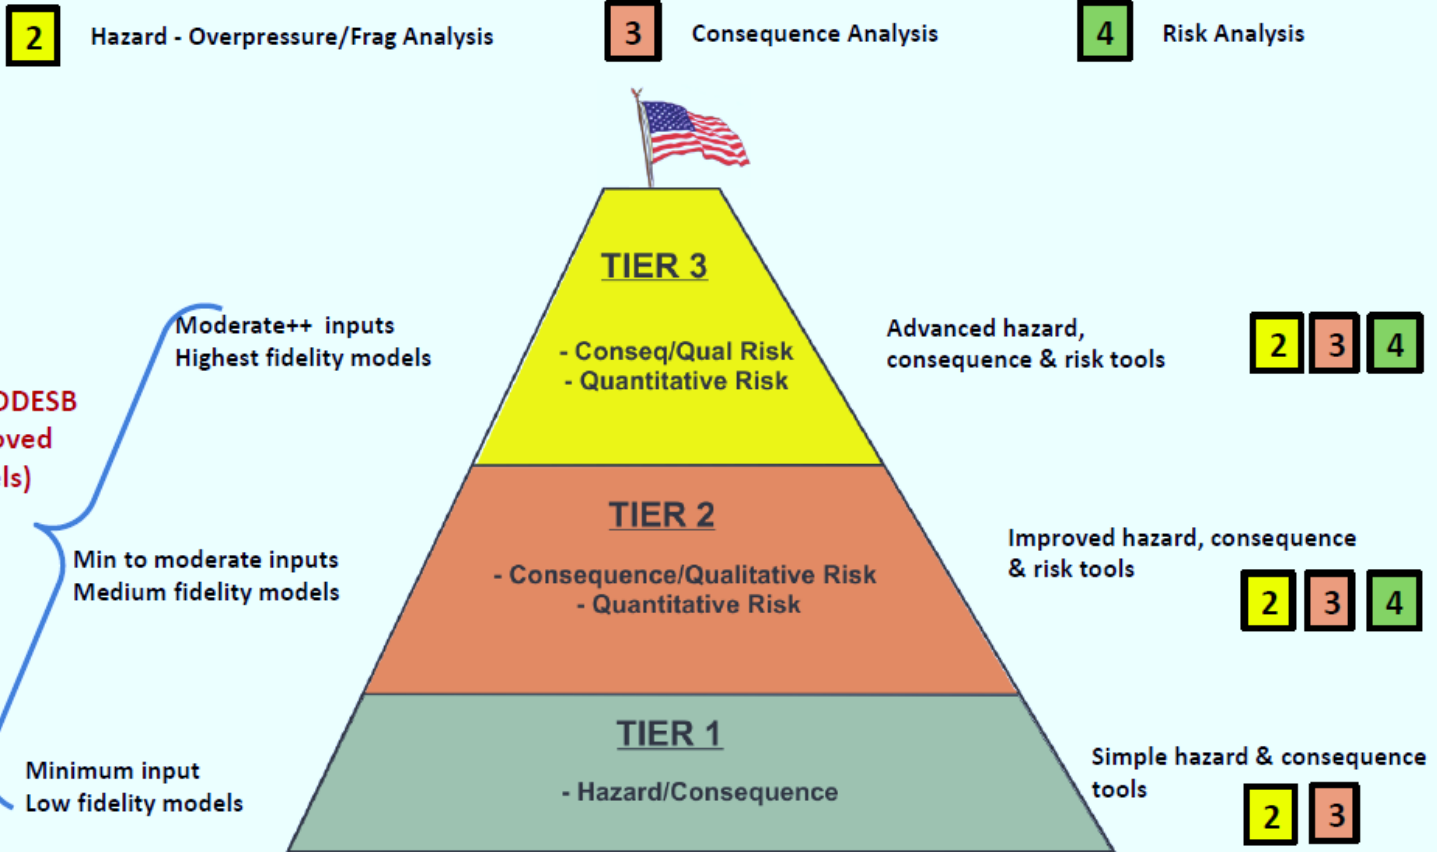 2 Hazard - Overpressure/Frag Analysis
3 Consequence Analysis
4 Risk Analysis
TIER 3
- Conseq/Qual Risk
- Quantitative Risk
Moderate++ inputs
Highest fidelity models
Advanced hazard,
consequence & risk tools
2 3 4
DDESB
TIER 2
- Consequence/Qualitative Risk
- Quantitative Risk
Min to moderate inputs
Medium fidelity models
Improved hazard, consequence
& risk tools
2 3 4
TIER 1
- Hazard/Consequence
Minimum input
Low fidelity models
Simple hazard & consequence
tools
2 3